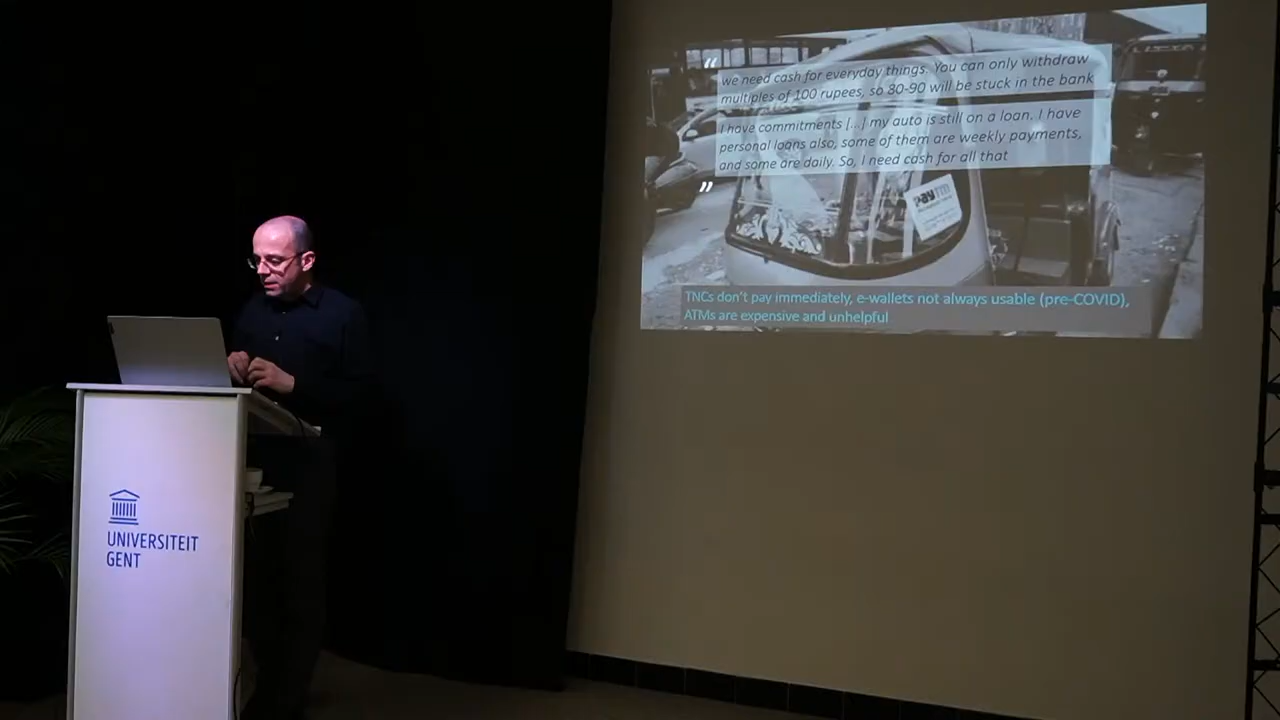 “
we need cash for everyday things. You can only withdraw
multiples of 100 rupees, so 80-90 will be stuck in the bank
I have commitments [...] my auto is still on a loan. I have
personal loans also, some of them are weekly payments,
and some are daily. So, I need cash for all that
”
paytm
TNCs don't pay immediately, e-wallets not always usable (pre-COVID),
ATMs are expensive and unhelpful
UNIVERSITEIT
GENT